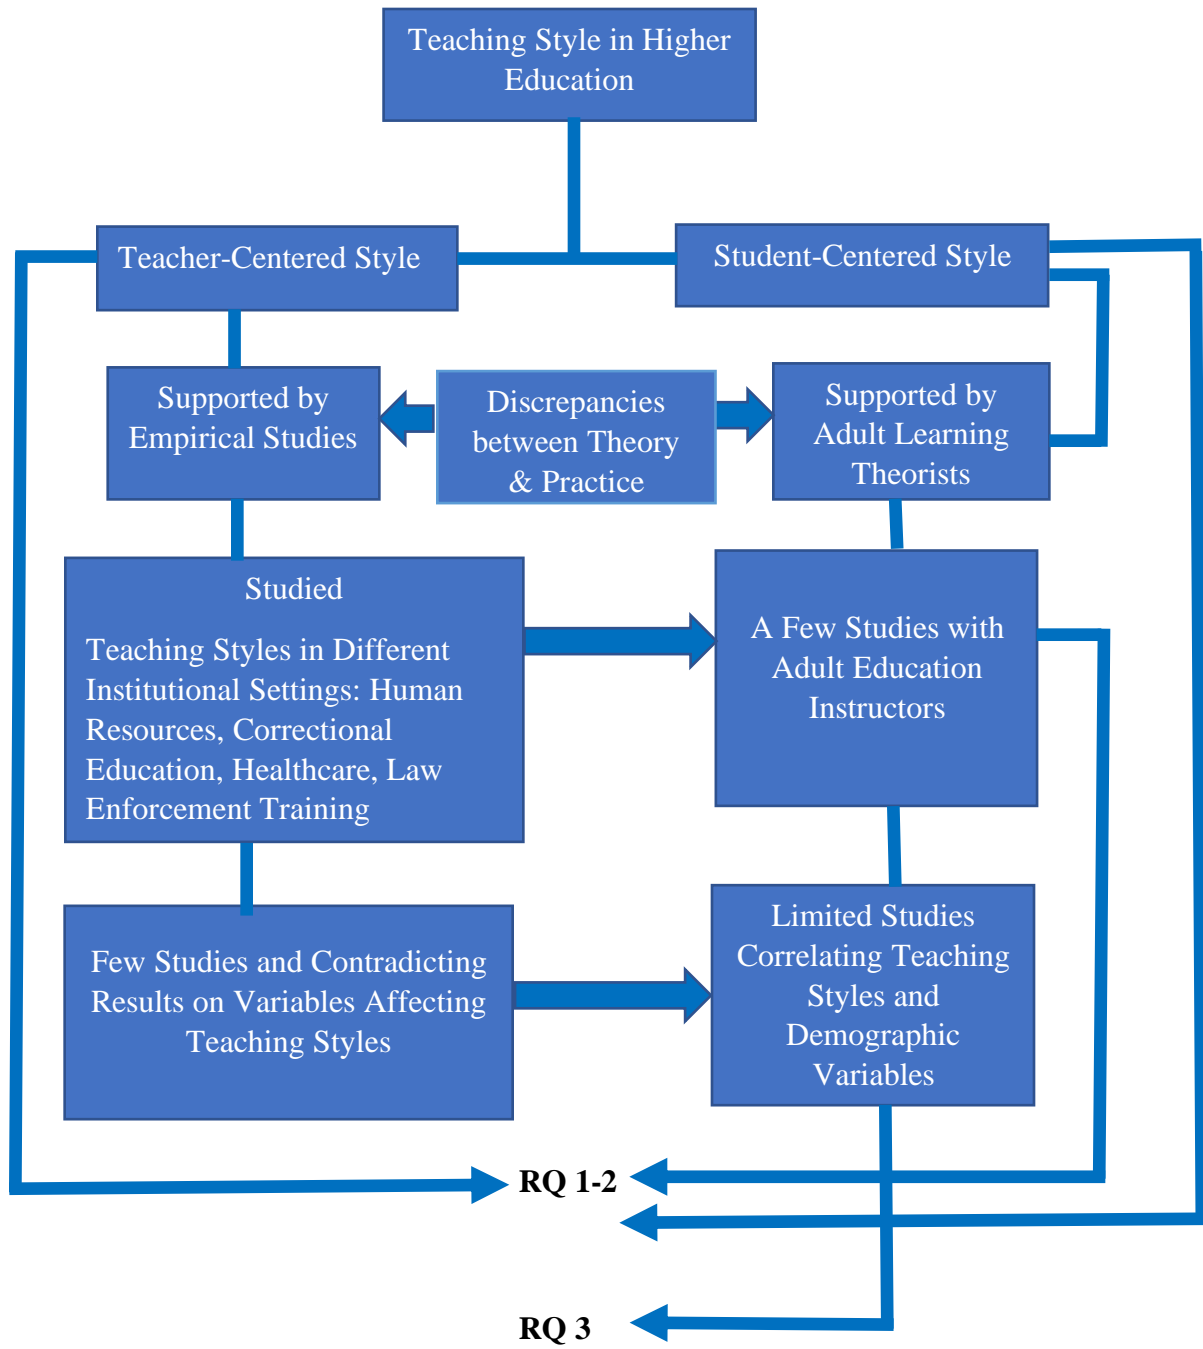 Teaching Style in Higher
Education
Teacher-Centered Style
Student-Centered Style
Supported by
Empirical Studies
Discrepancies
between Theory
& Practice
Supported by
Adult Learning
Theorists
Studied
Teaching Styles in Different
Institutional Settings: Human
Resources, Correctional
Education, Healthcare, Law
Enforcement Training
A Few Studies with
Adult Education
Instructors
Few Studies and Contradicting
Results on Variables Affecting
Teaching Styles
Limited Studies
Correlating Teaching
Styles and
Demographic
Variables
RQ 1-2
RQ 3